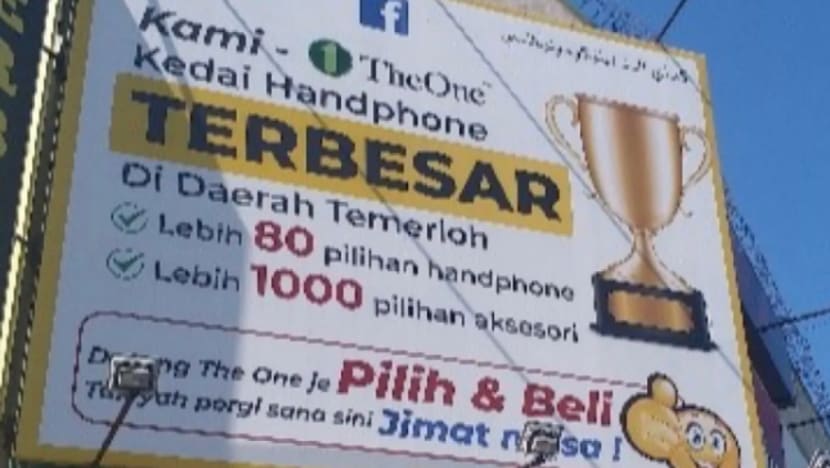 Kami - 1 TheOne
Kedai Handphone
TERBESAR
Di Daerah Temerloh
Lebih 80 pilihan handphone
Lebih 1000 pilihan aksesori
The One je Pilih & Beli
pergi sana sini Jimat